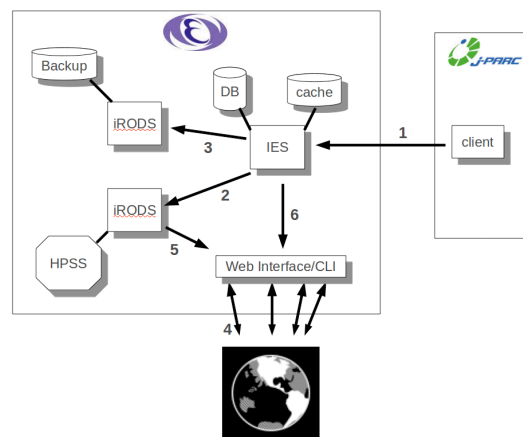 J-PARC
Backup
DB
cache
iRODS
3
IES
1
client
2
iRODS
6
5
HPSS
Web Interface/CLI
4